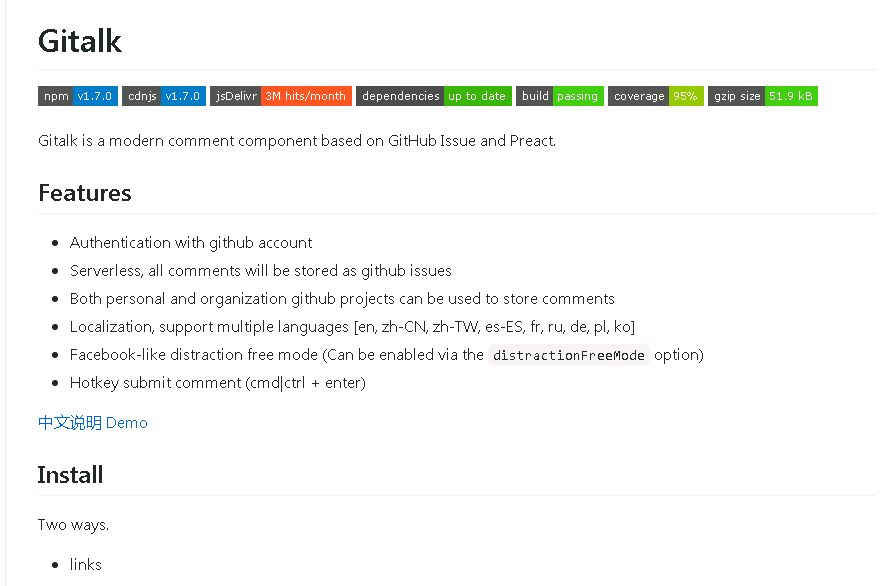 Gitalk
npm v1.7.0 cdnjs v1.7.0 jsDelivr 3M hits/month dependencies up to date build passing coverage 95% gzip size 51.9 kB
Gitalk is a modern comment component based on GitHub Issue and Preact.
Features
Authentication with github account
Serverless, all comments will be stored as github issues
Both personal and organization github projects can be used to store comments
Localization, support multiple languages [en, zh-CN, zh-TW, es-ES, fr, ru, de, pl, ko]
Facebook-like distraction free mode (Can be enabled via the distractionFreeMode option)
Hotkey submit comment (cmd|ctrl + enter)
中文说明 Demo
Install
Two ways.
links